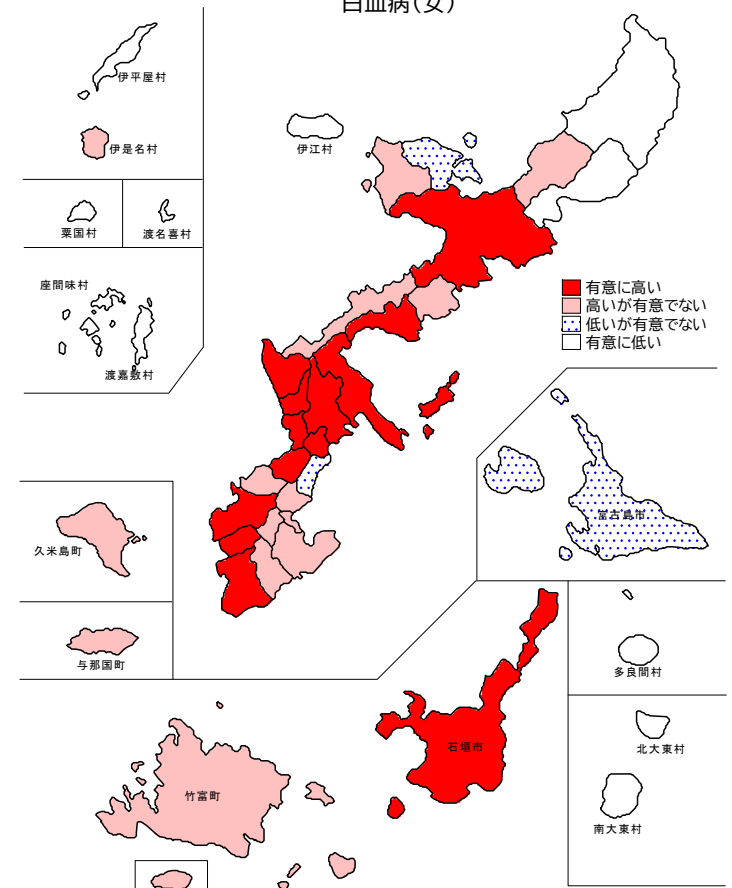 白血病(女)
伊平屋村
伊是名村
伊江村
粟国村
渡名喜村
座間味村
渡嘉敷村
有意に高い
高いが有意でない
低いが有意でない
有意に低い
宮古島市
久米島町
与那国町
多良間村
北大東村
石垣市
竹富町
南大東村